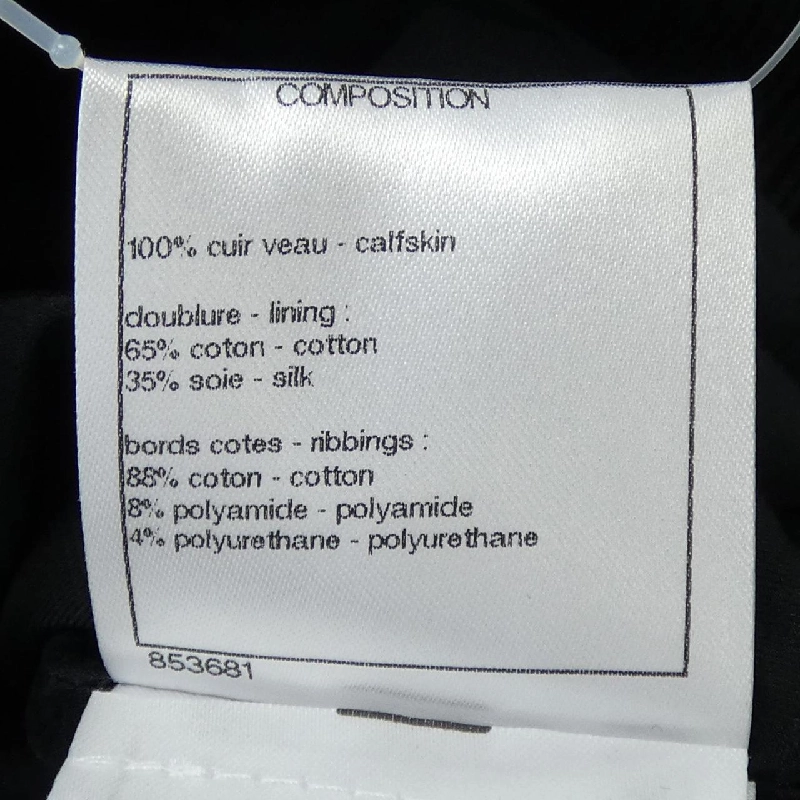 COMPOSITION
100% cuir veau - calfskin
doublure - lining :
65% coton - cotton
35% soie - silk
bords cotes - ribbings :
88% coton - cotton
8% polyamide - polyamide
4% polyurethane - polyurethane
853681